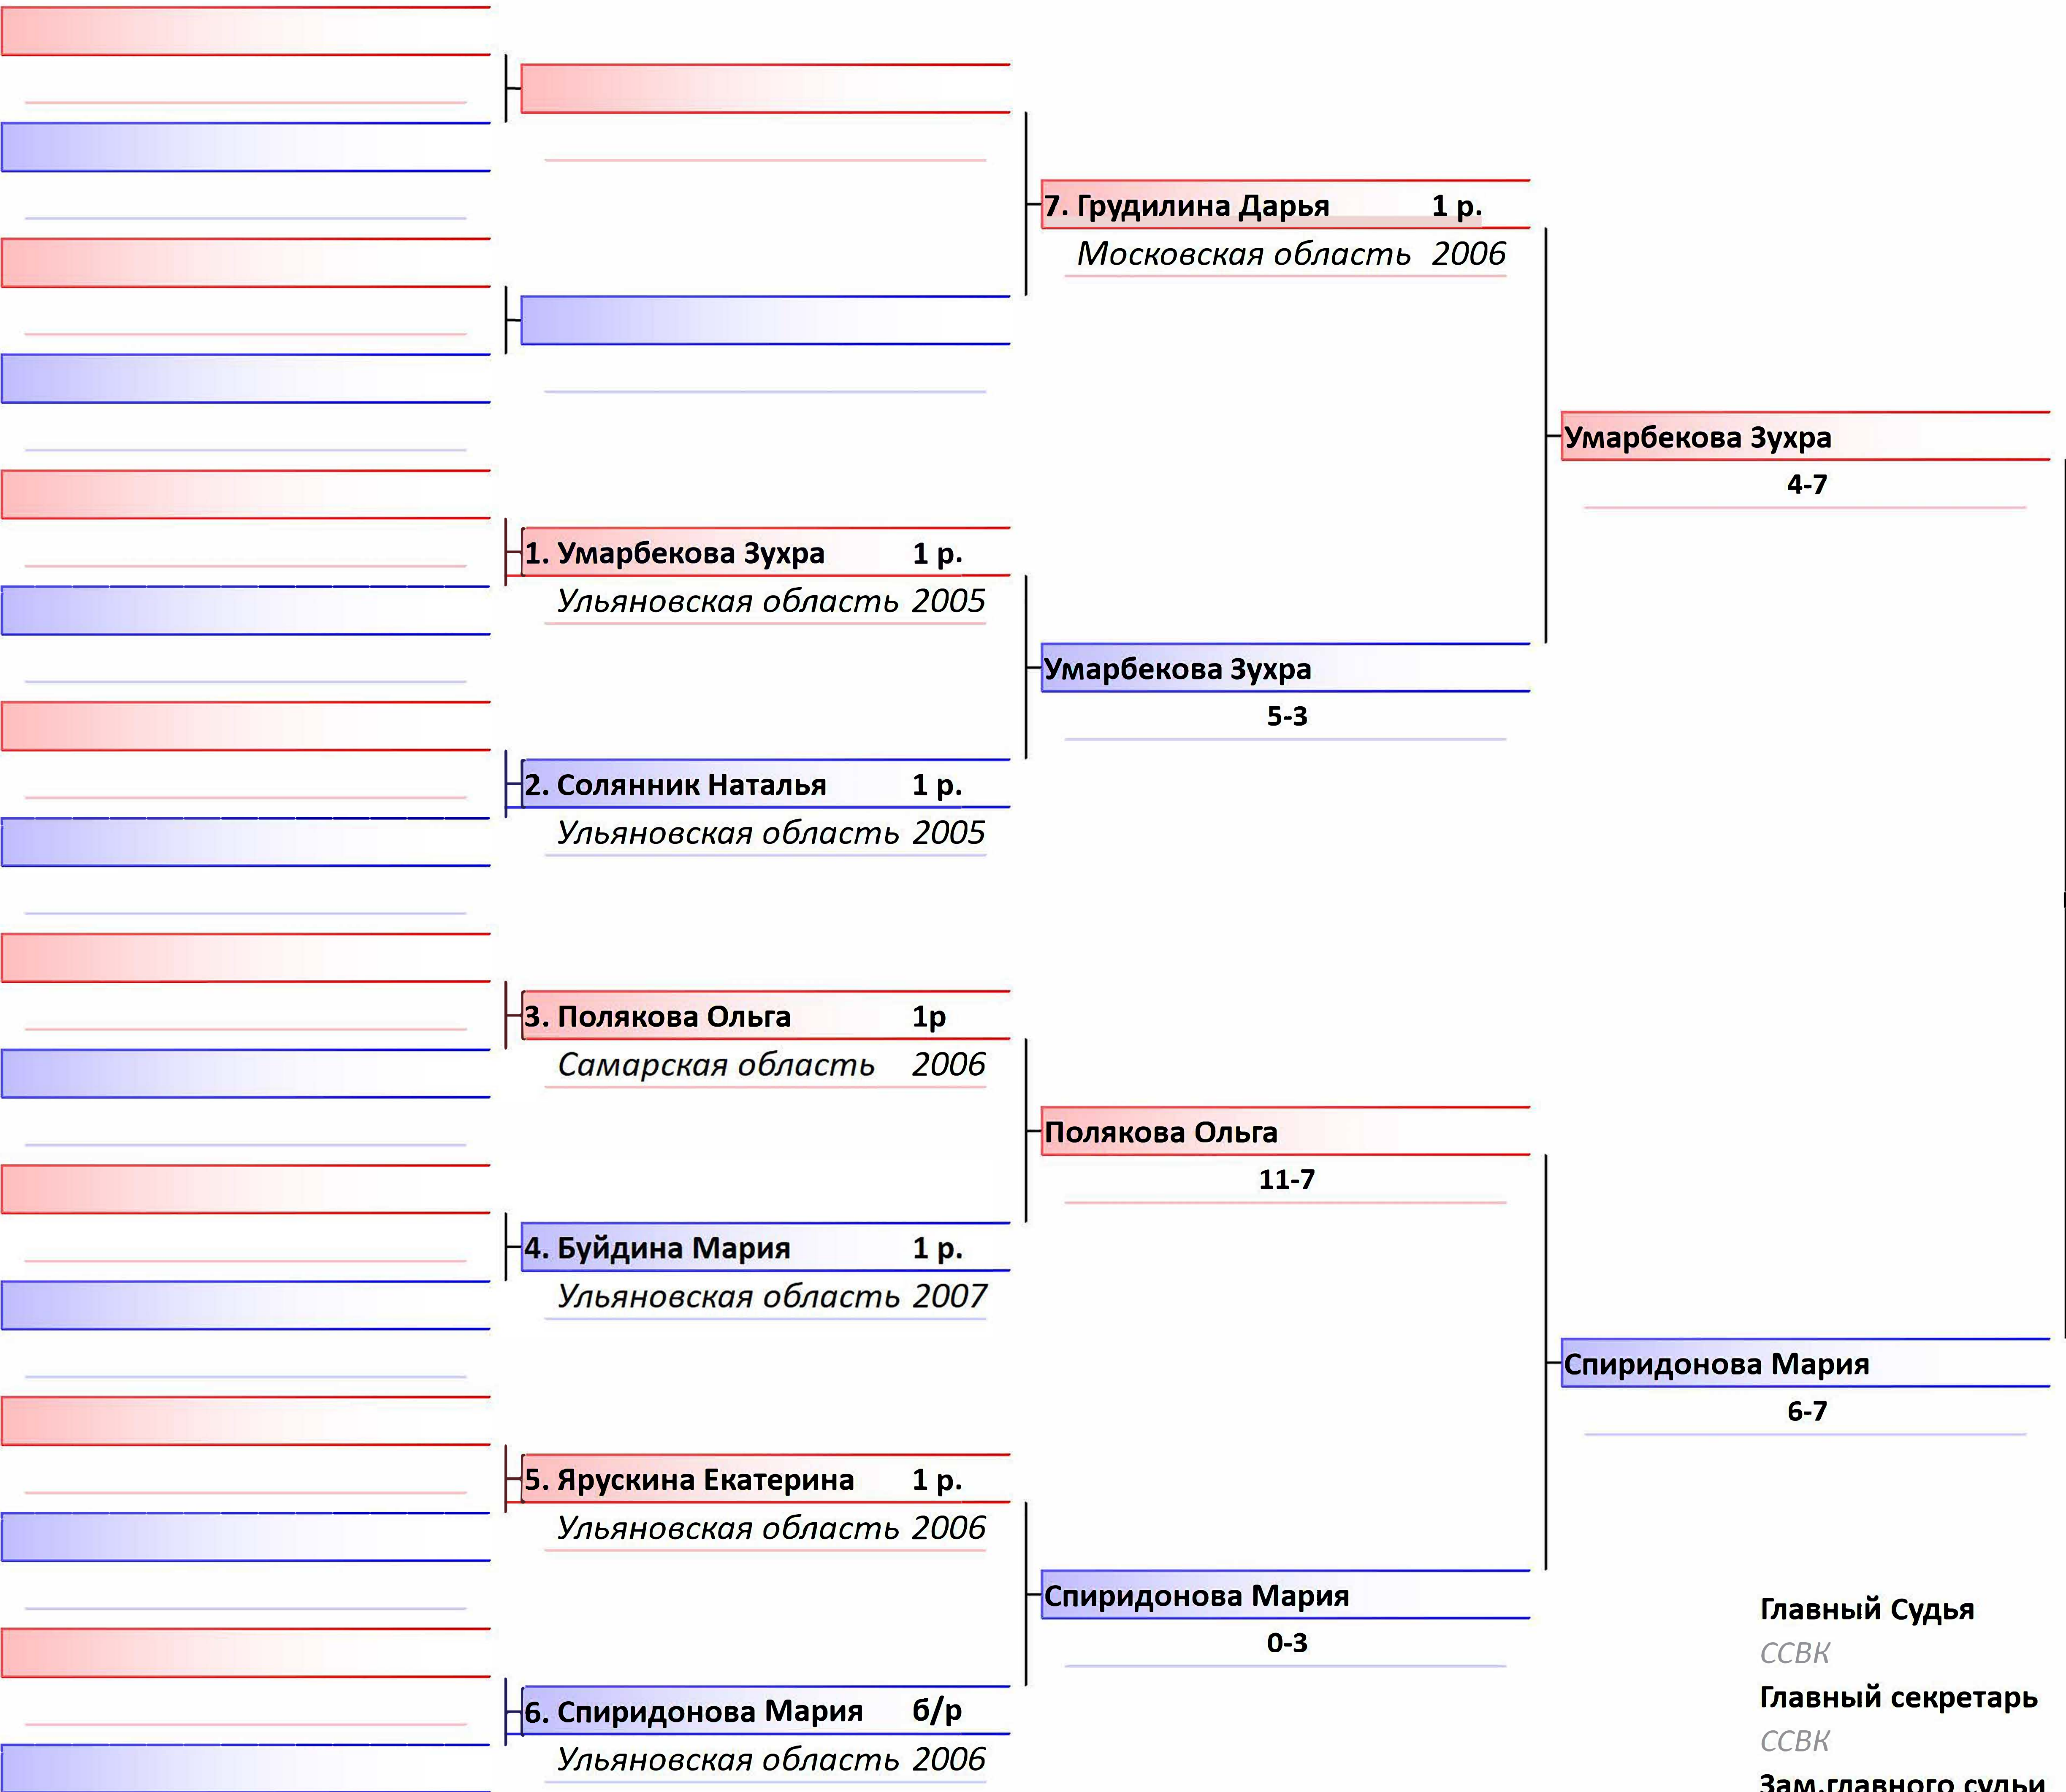 7. Грудилина Дарья 1 р.
Московская область 2006
Умарбекова Зухра
4-7
1. Умарбекова Зухра 1 р.
Ульяновская область 2005
Умарбекова Зухра
5-3
2. Солянник Наталья 1 р.
Ульяновская область 2005
3. Полякова Ольга 1р
Самарская область 2006
Полякова Ольга
11-7
4. Буйдина Мария 1 р.
Ульяновская область 2007
Спиридонова Мария
6-7
5. Ярускина Екатерина 1 р.
Ульяновская область 2006
Спиридонова Мария
0-3
6. Спиридонова Мария б/р
Ульяновская область 2006
Главный Судья
ССВК
Главный секретарь
ССВК
Зам.главного судьи